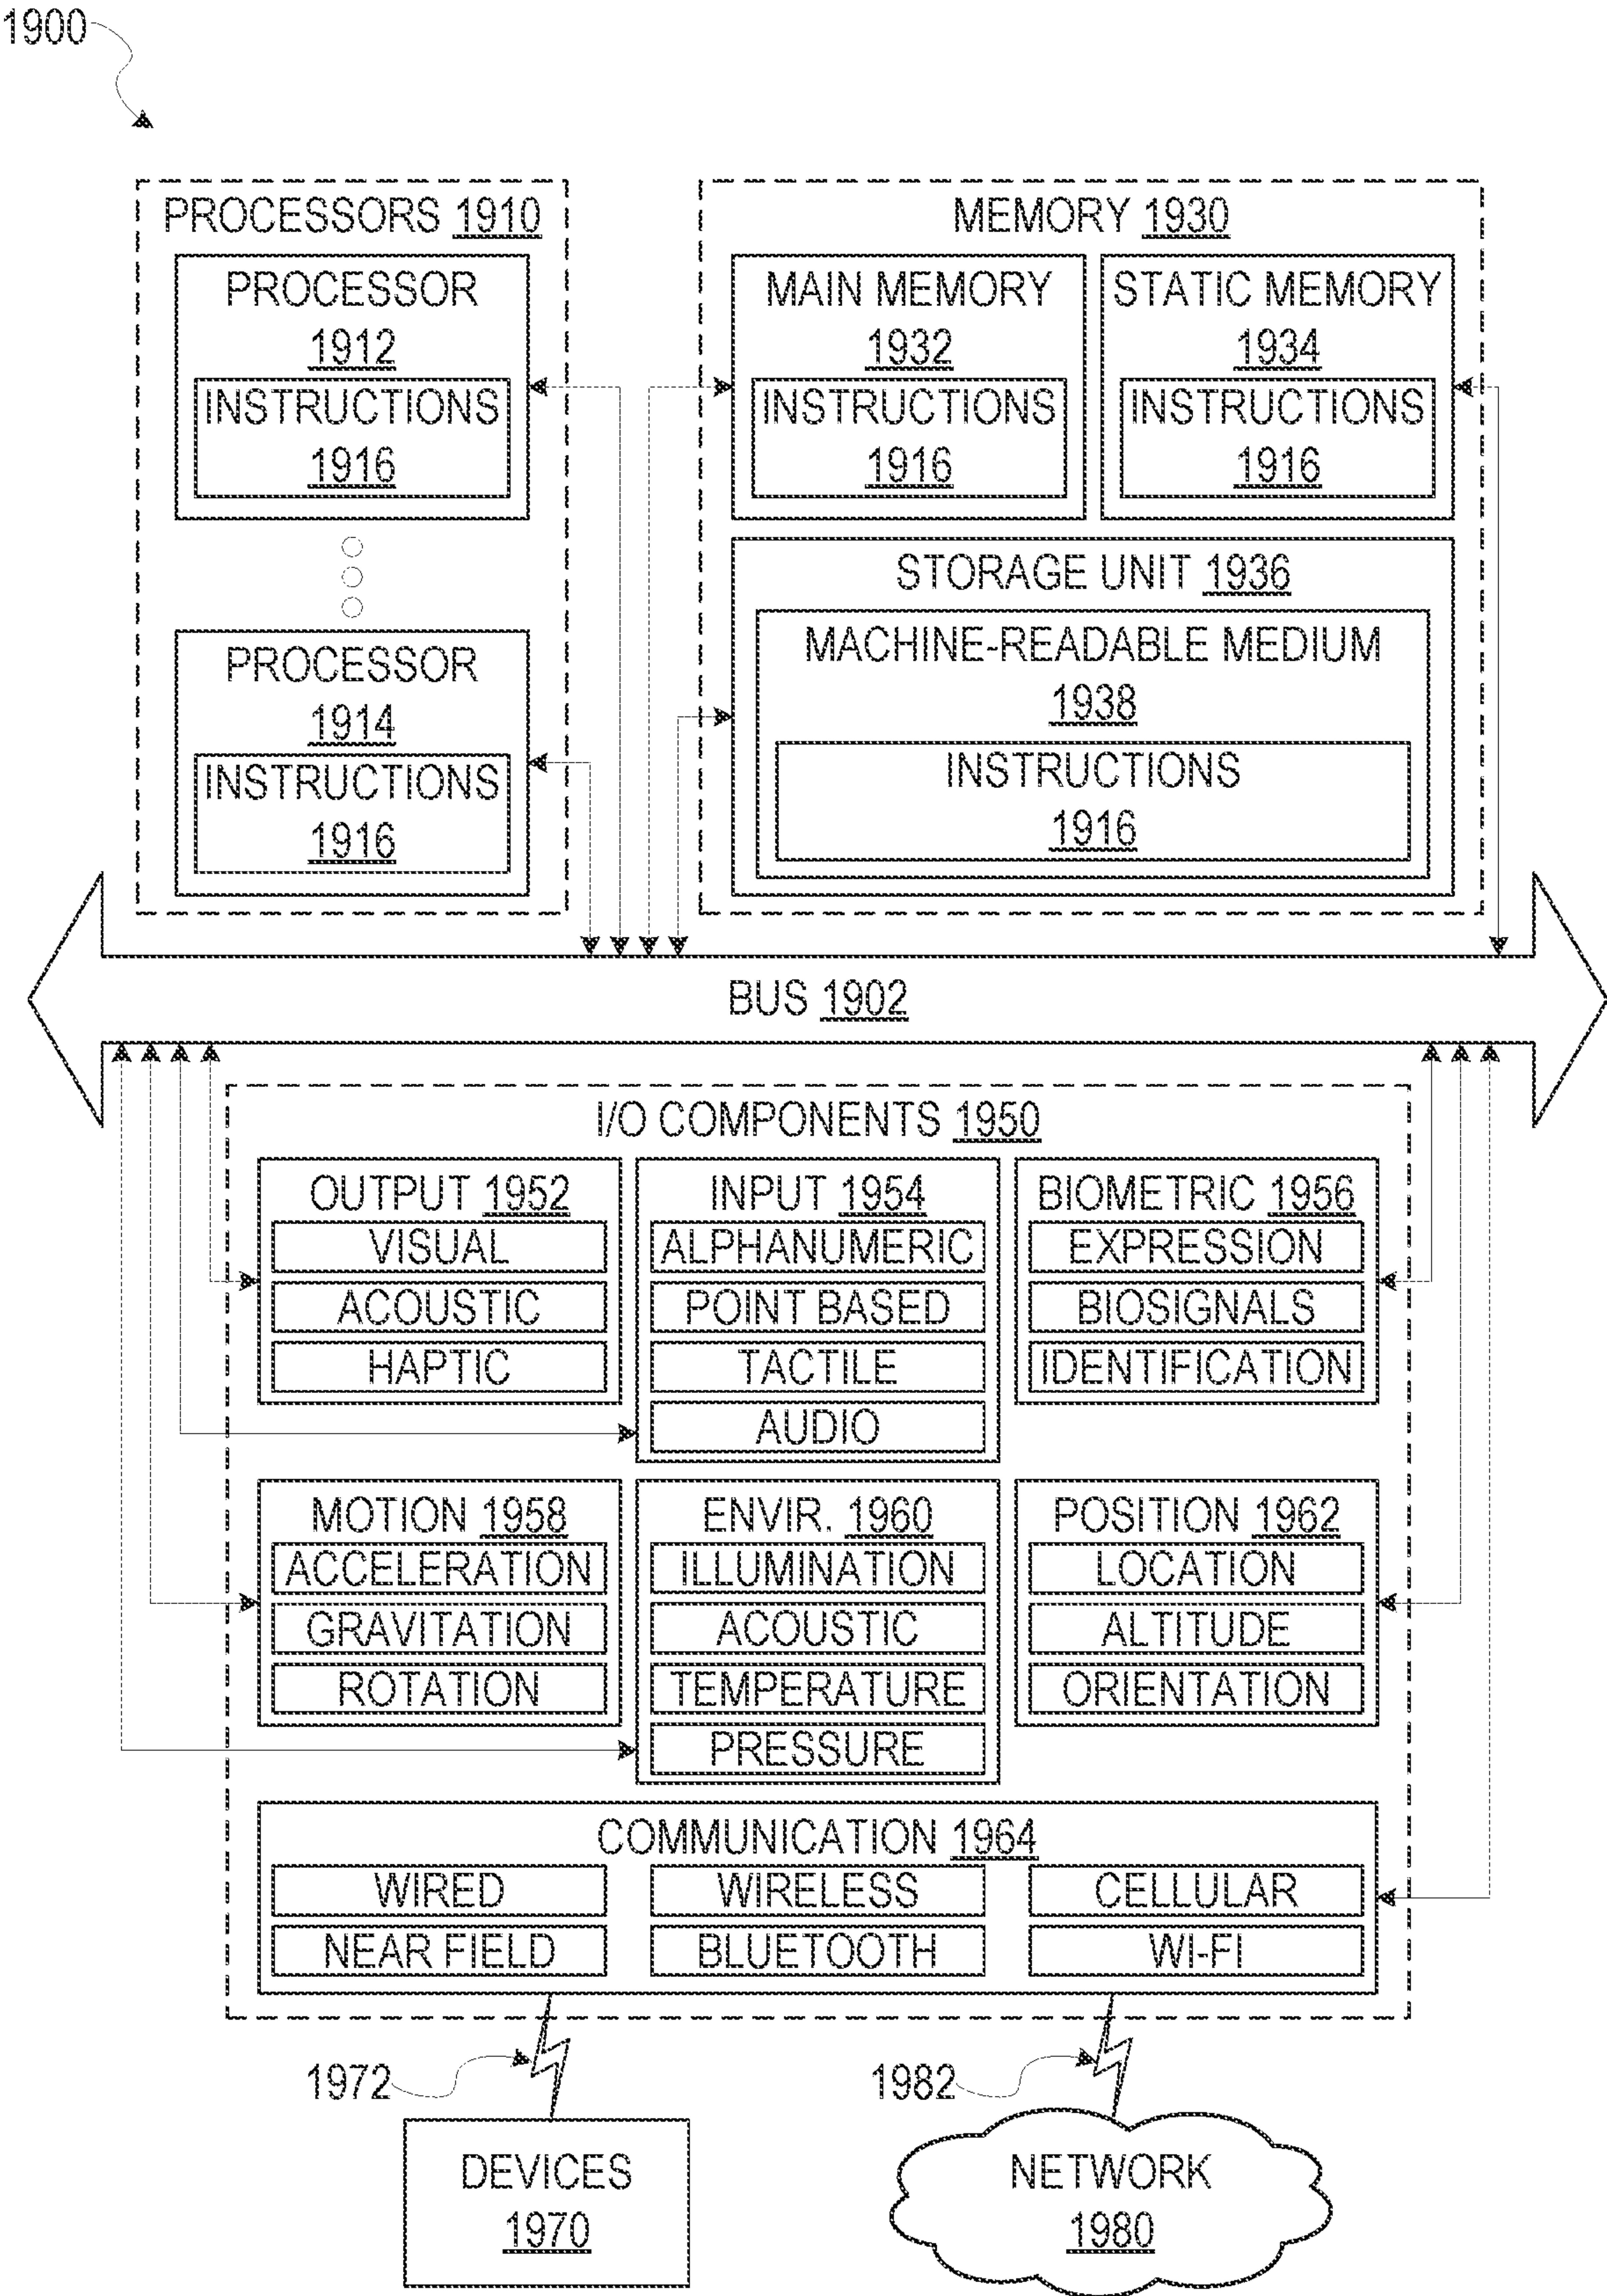 1900
PROCESSORS 1910
PROCESSOR
1912
INSTRUCTIONS
1916
PROCESSOR
1914
INSTRUCTIONS
1916
MEMORY 1930
MAIN MEMORY
1932
INSTRUCTIONS
1916
STATIC MEMORY
1934
INSTRUCTIONS
1916
STORAGE UNIT 1936
MACHINE-READABLE MEDIUM
1938
INSTRUCTIONS
1916
BUS 1902
I/O COMPONENTS 1950
OUTPUT 1952
VISUAL
ACOUSTIC
HAPTIC
INPUT 1954
ALPHANUMERIC
POINT BASED
TACTILE
AUDIO
BIOMETRIC 1956
EXPRESSION
BIOSIGNALS
IDENTIFICATION
MOTION 1958
ACCELERATION
GRAVITATION
ROTATION
ENVIR. 1960
ILLUMINATION
ACOUSTIC
TEMPERATURE
PRESSURE
POSITION 1962
LOCATION
ALTITUDE
ORIENTATION
COMMUNICATION 1964
WIRED
WIRELESS
CELLULAR
NEAR FIELD
BLUETOOTH
WI-FI
1972
1982
DEVICES
1970
NETWORK
1980